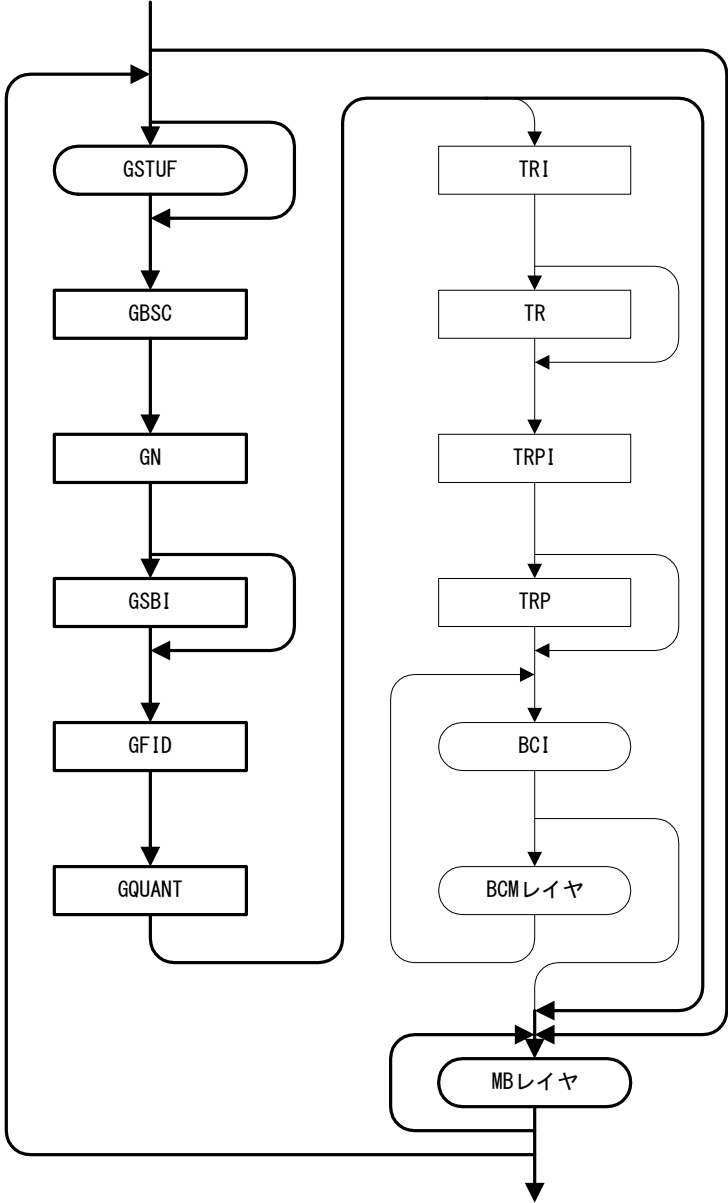 GSTUF
GBSC
GN
GSBI
GFID
GQUANT
TRI
TR
TRPI
TRP
BCI
BCMレイヤ
MBレイヤ